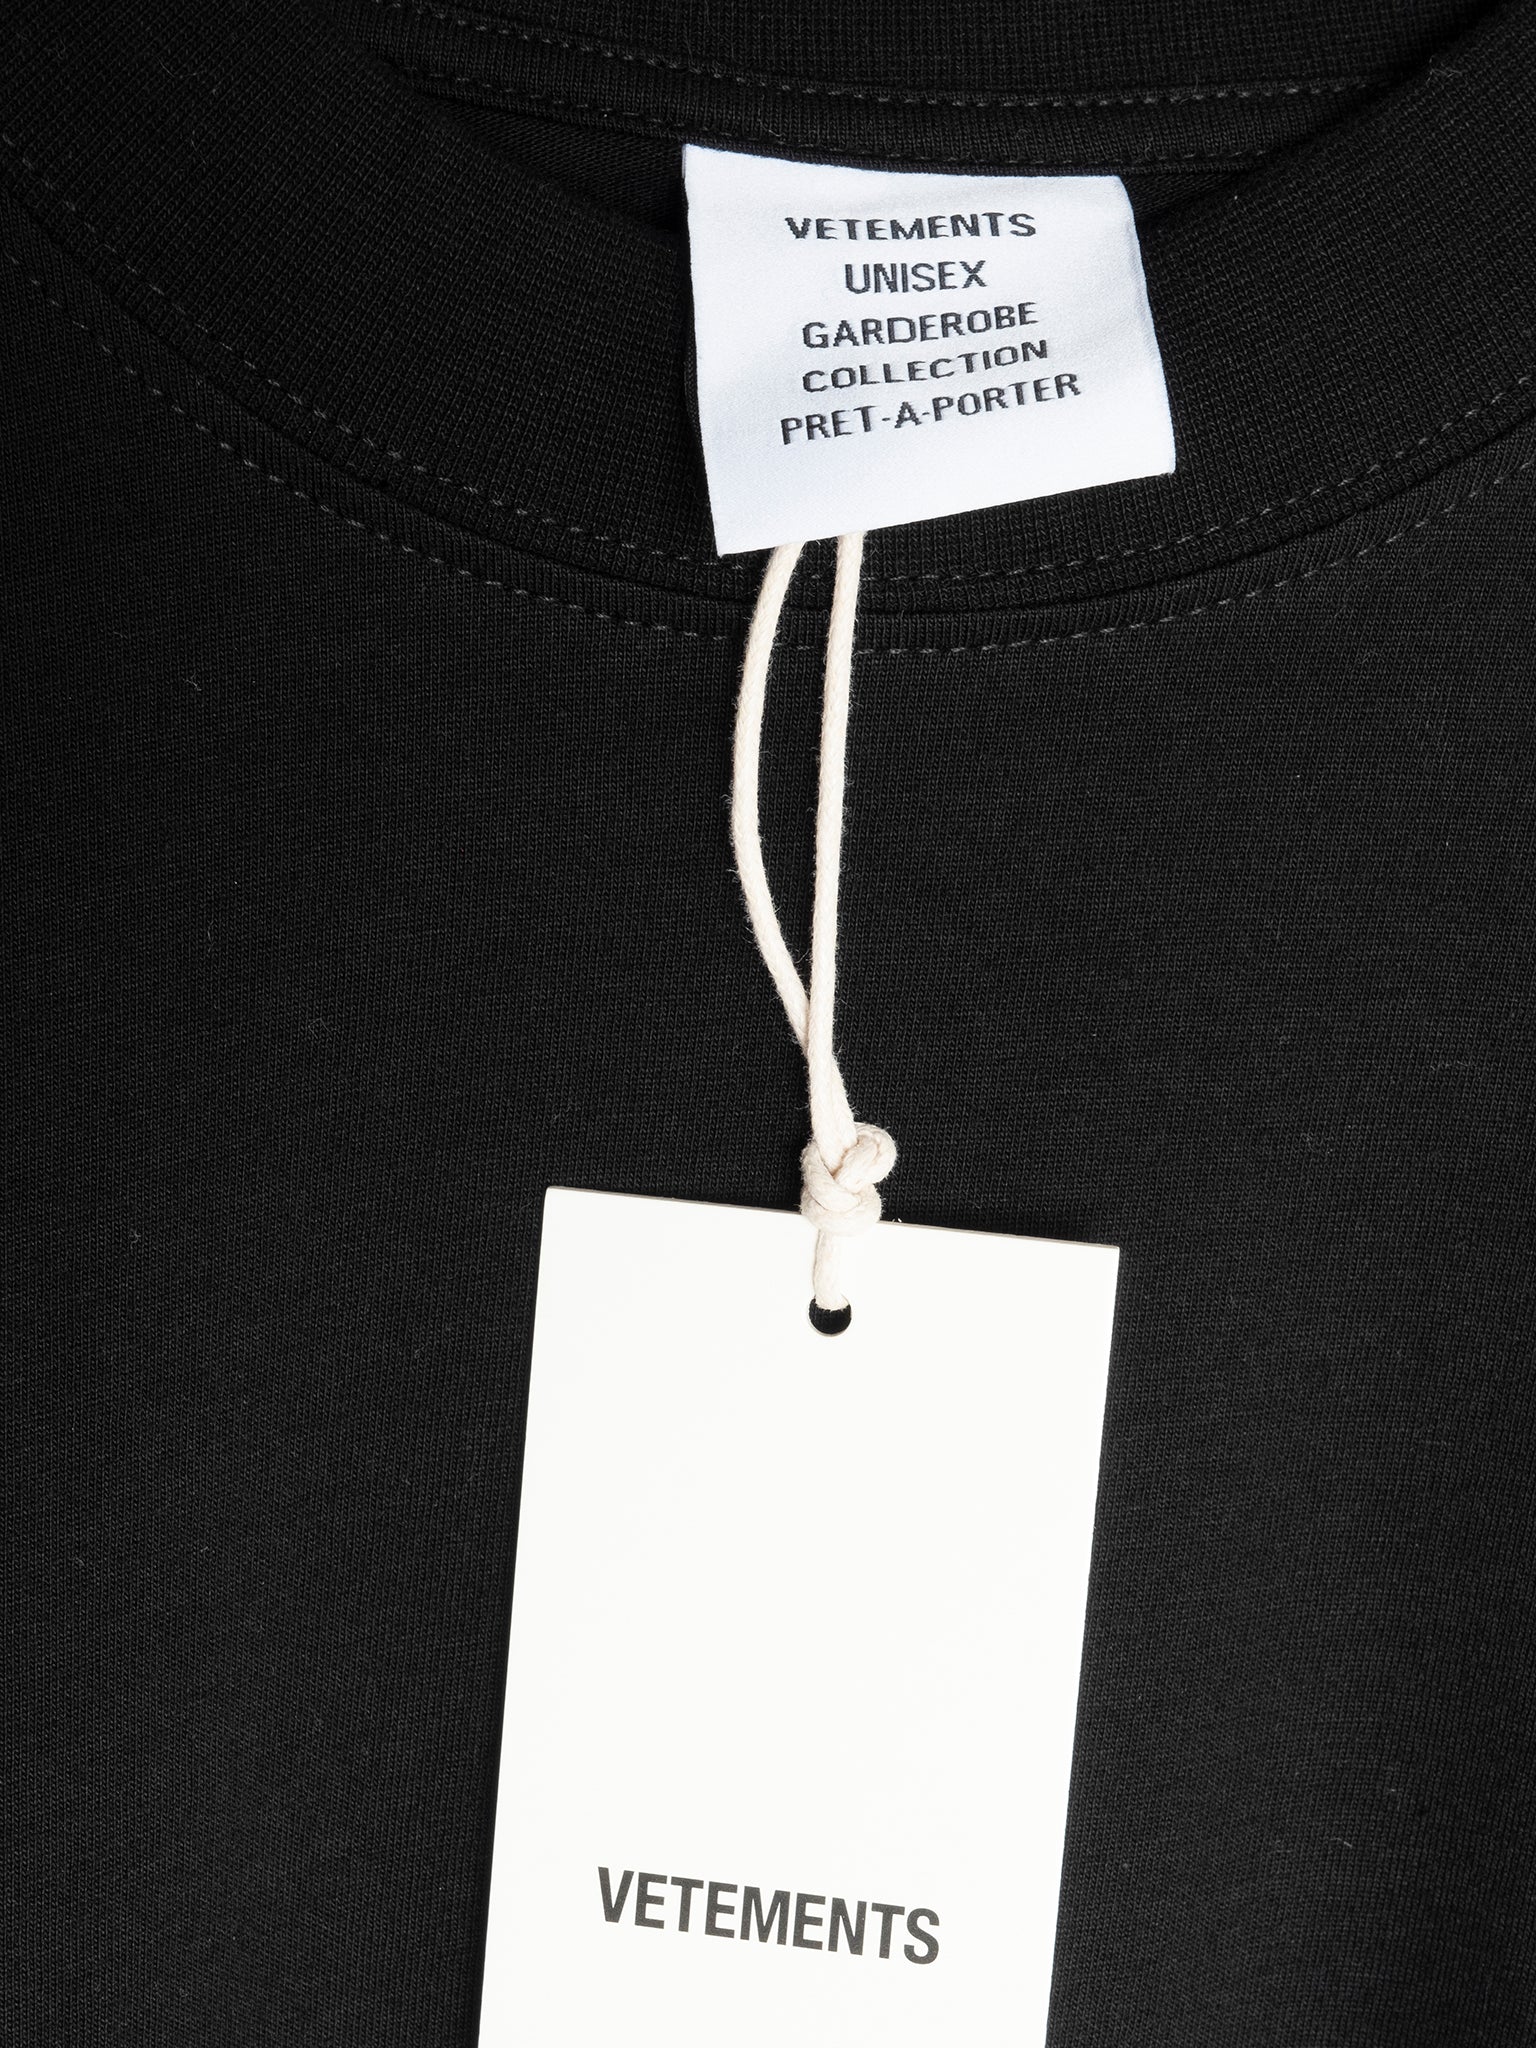 VETEMENTS
UNISEX
GARDEROBE
COLLECTION
PRET-A-PORTER
VETEMENTS